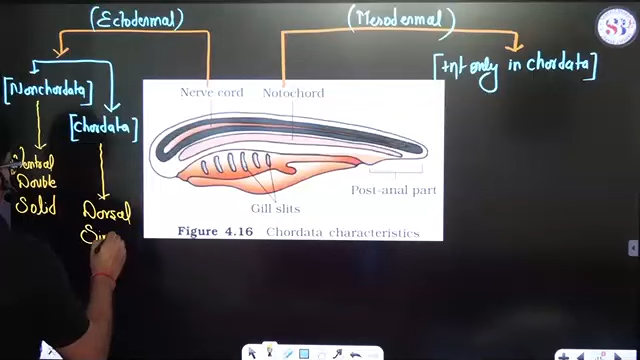 (Ectodermal)
(Mesodermal)
[Nonchordata]
[Chordata]
[+nt only in chordata]
Ventral
Double
Solid
Dorsal
Nerve cord
Notochord
Post-anal part
Gill slits
Figure 4.16 Chordata characteristics